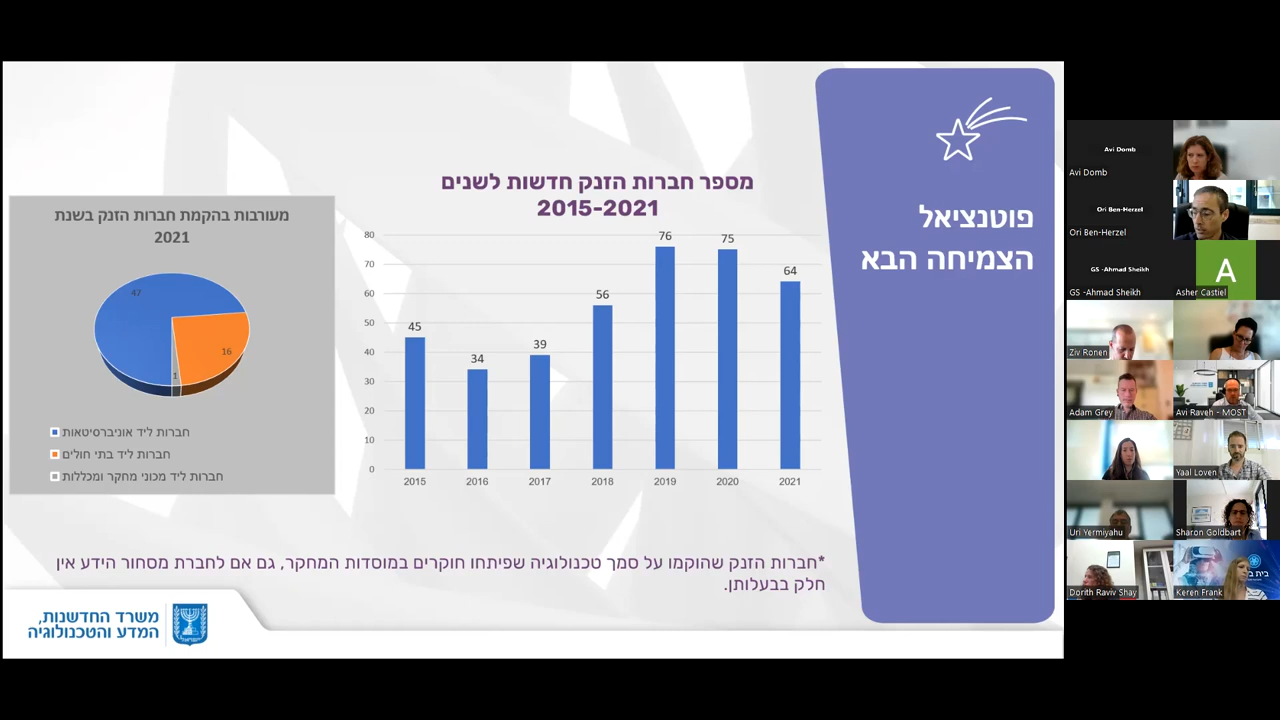 פוטנציאל
הצמיחה הבא
מספר חברות הזנק חדשות לשנים
2015-2021
80
70
60
50
40
30
20
10
0
45
34
39
56
76
75
64
2015
2016
2017
2018
2019
2020
2021
מעורבות בהקמת חברות הזנק בשנת
2021
47
16
1
חברות ליד אוניברסיטאות
חברות ליד בתי חולים
חברות ליד מכוני מחקר ומכללות
*חברות הזנק שהוקמו על סמך טכנולוגיה שפיתחו חוקרים במוסדות המחקר, גם אם לחברת מסחור הידע אין
חלק בבעלותן.
משרד החדשנות,
המדע והטכנולוגיה
Avi Domb
Avi Domb
Ori Ben-Herzel
Ori Ben-Herzel
GS -Ahmad Sheikh
GS -Ahmad Sheikh
A
Asher Castiel
Ziv Ronen
Adam Grey
Avi Raveh - MOST
Yaal Loven
Uri Yermiyahu
Sharon Goldbart
Dorith Raviv Shay
Keren Frank